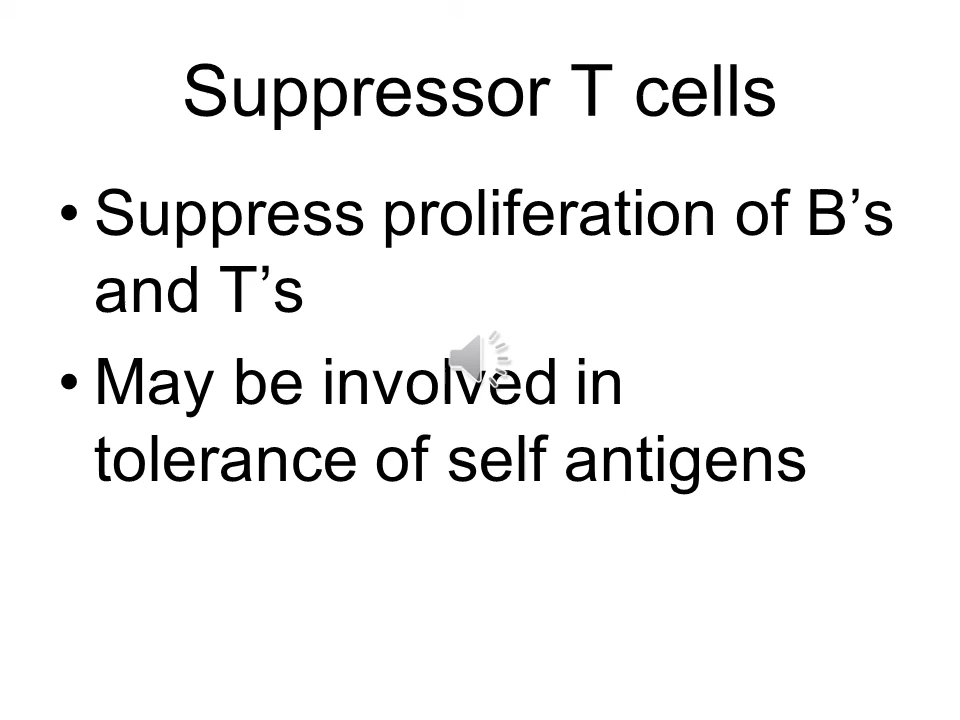 Suppressor T cells
•Suppress proliferation of B’s
and T’s
•May be involved in
tolerance of self antigens